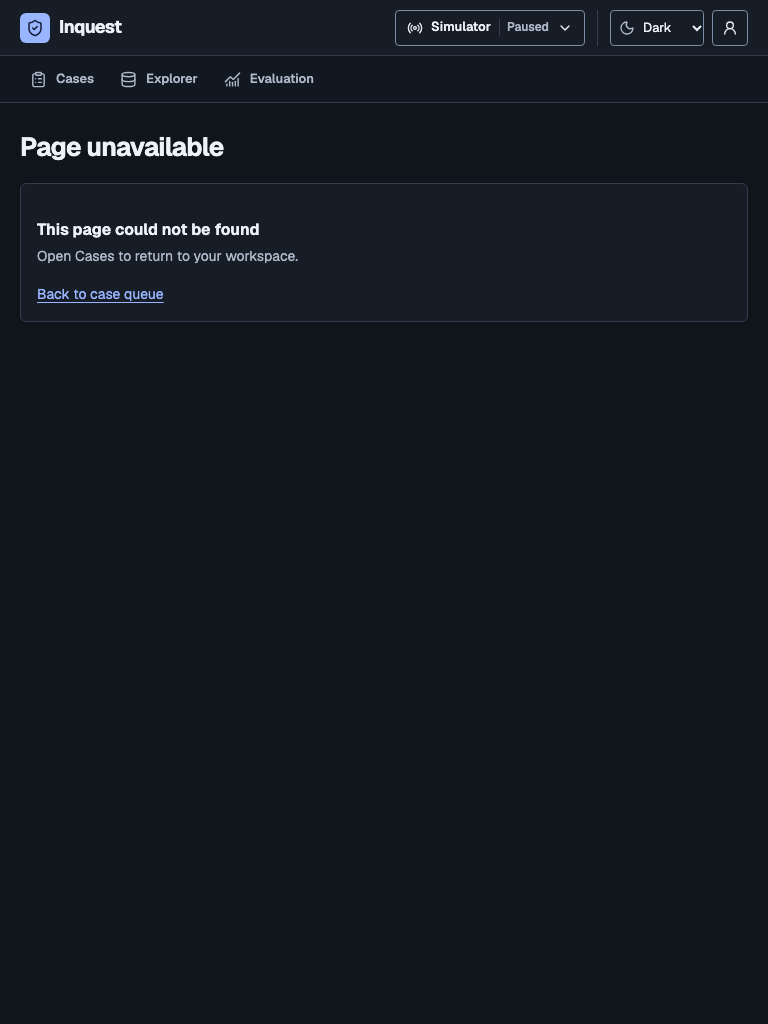 Inquest
Simulator Paused
Dark
Cases
Explorer
Evaluation
Page unavailable
This page could not be found
Open Cases to return to your workspace.
Back to case queue